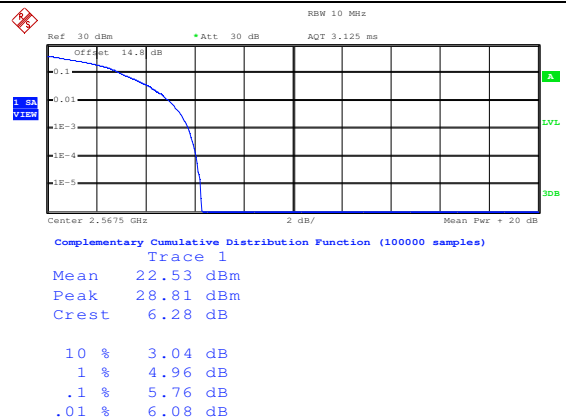 RBW 10 MHz
Ref 30 dBm *Att 30 dB AQT 3.125 ms
Offset 14.8 dB
0.1
A
0.01
1 SA
VIEW
LVL
1E-3
1E-4
1E-5
3DB
Center 2.5675 GHz 2 dB/ Mean Pwr + 20 dB
Complementary Cumulative Distribution Function (100000 samples)
Trace 1
Mean 22.53 dBm
Peak 28.81 dBm
Crest 6.28 dB
10 % 3.04 dB
1 % 4.96 dB
.1 % 5.76 dB
.01 % 6.08 dB